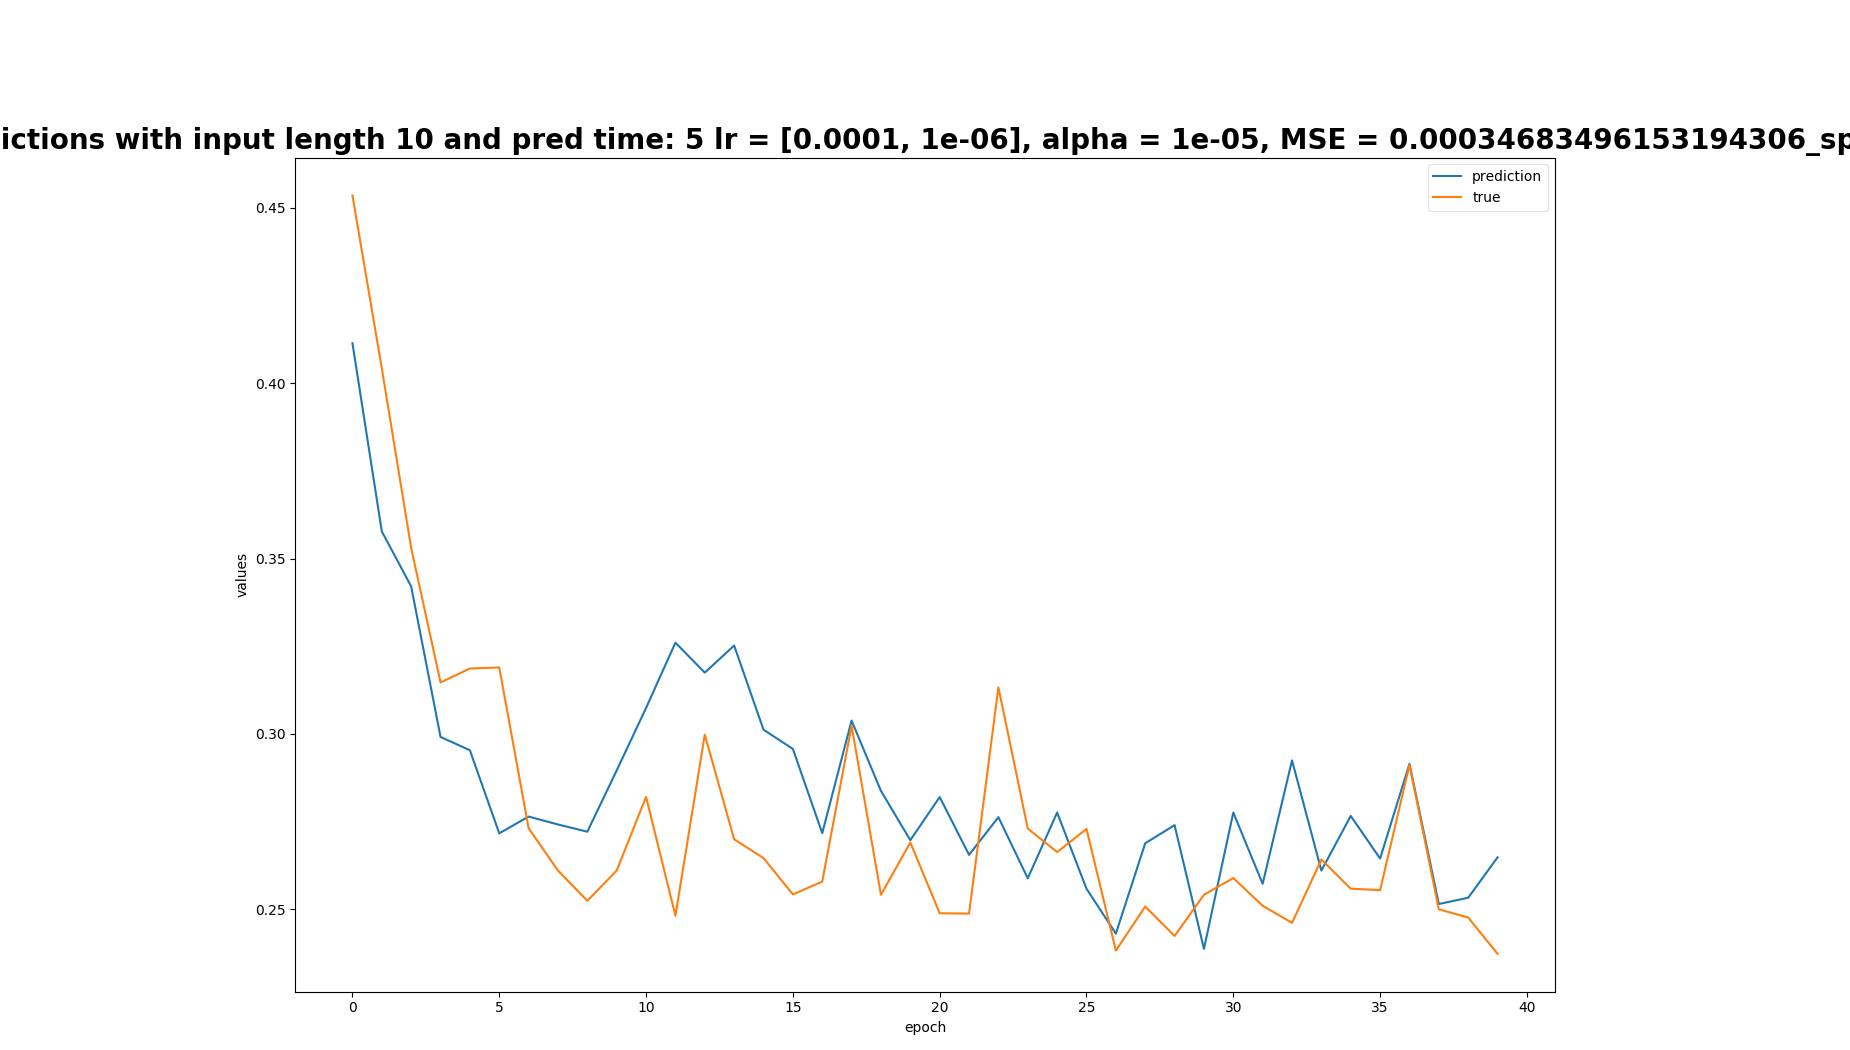 ictions with input length 10 and pred time: 5 lr = [0.0001, 1e-06], alpha = 1e-05, MSE = 0.00034683496153194306_sp
prediction
true
0.45
0.40
0.35
0.30
0.25
values
0 5 10 15 20 25 30 35 40
epoch